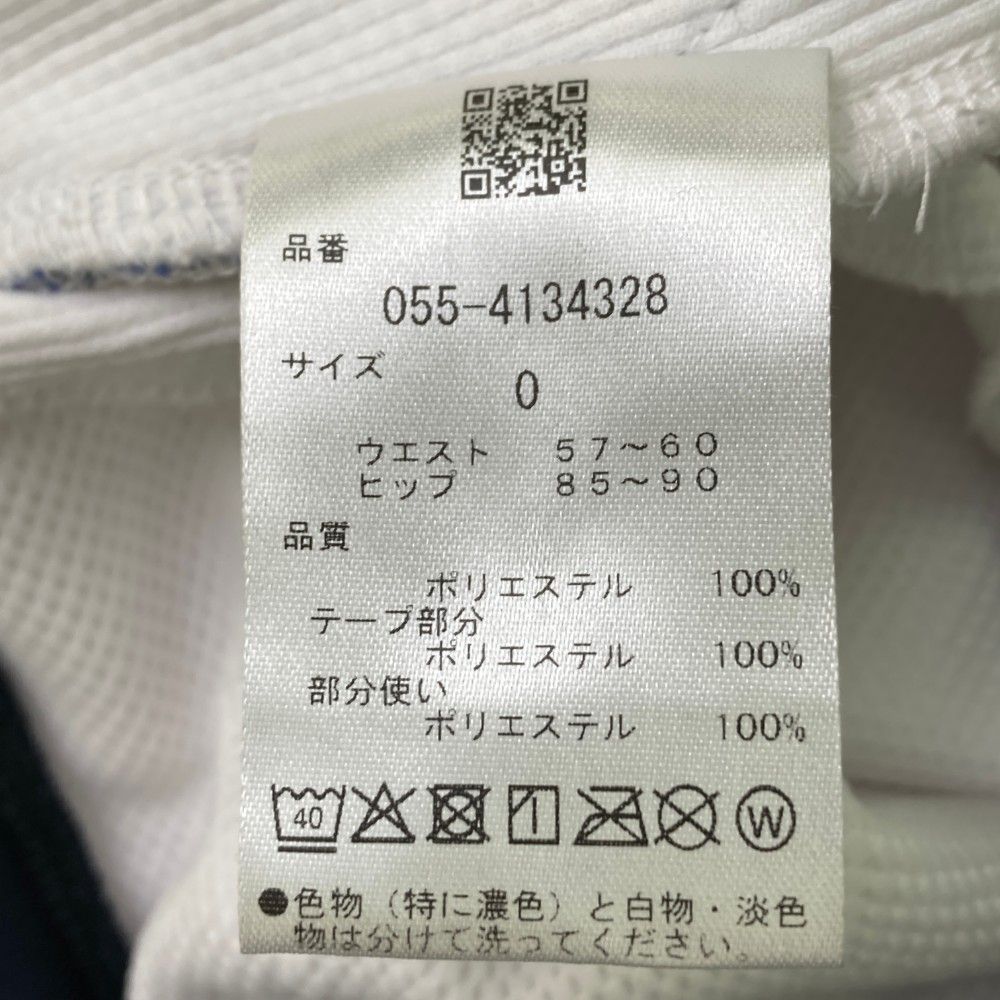 品番
055-4134328
サイズ
0
ウエスト 57～60
ヒップ 85～90
品質
ポリエステル 100%
テープ部分
ポリエステル 100%
部分使い
ポリエステル 100%
40 W
●色物（特に濃色）と白物・淡色
物は分けて洗ってください。